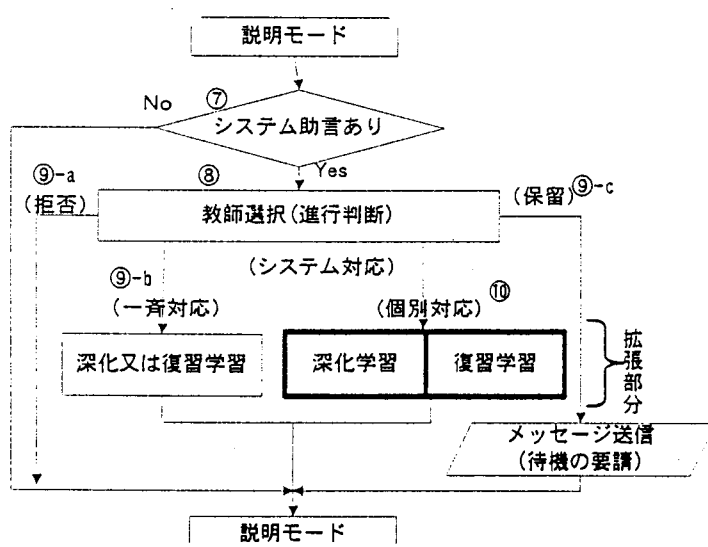 説明モード
No
⑦
システム助言あり
Yes
⑨-a
(拒否)
⑧
教師選択(進行判断)
(保留)⑨-c
(システム対応)
⑨-b
(一斉対応)
(個別対応)
⑩
深化又は復習学習
深化学習
復習学習
拡張部分
メッセージ送信
(待機の要請)
説明モード